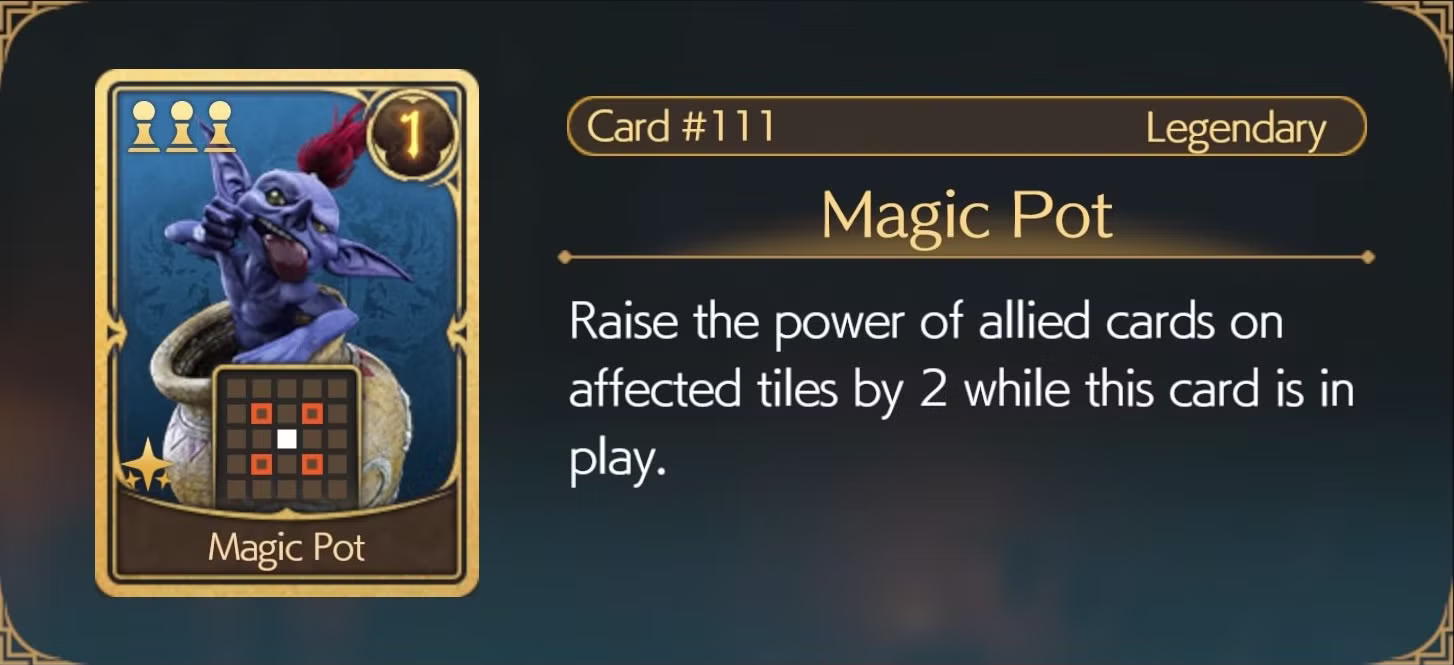 1
Magic Pot
Card #111 Legendary
Magic Pot
Raise the power of allied cards on
affected tiles by 2 while this card is in
play.